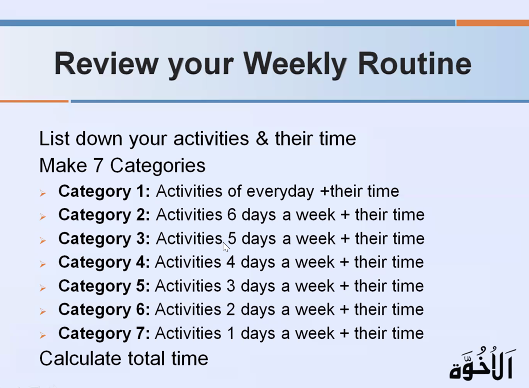 Review your Weekly Routine
List down your activities & their time
Make 7 Categories
Category 1: Activities of everyday +their time
Category 2: Activities 6 days a week + their time
Category 3: Activities 5 days a week + their time
Category 4: Activities 4 days a week + their time
Category 5: Activities 3 days a week + their time
Category 6: Activities 2 days a week + their time
Category 7: Activities 1 days a week + their time
Calculate total time
اَلْاُخُوَّة